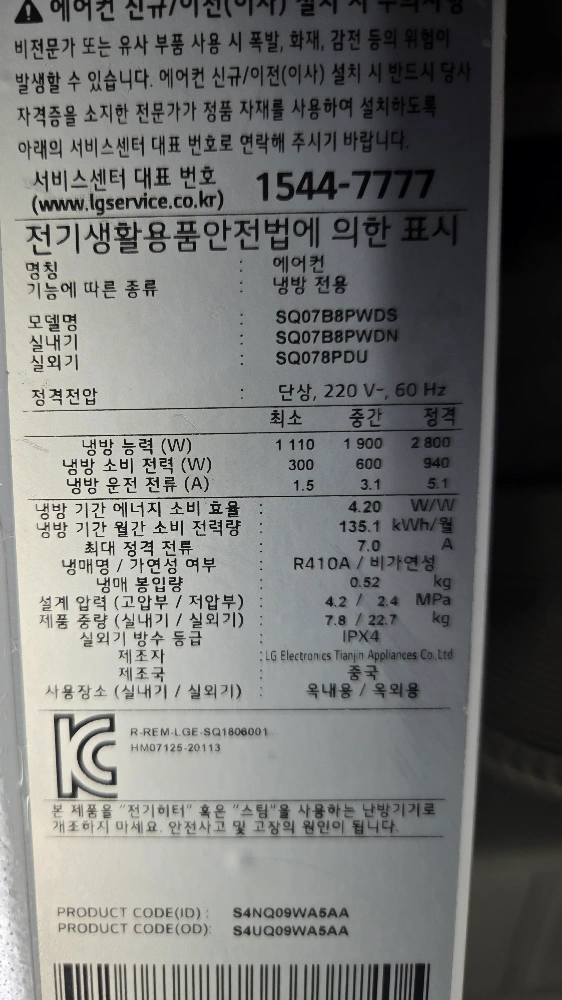 ⚠ 에어컨 신규/이전(이사) 설치 시 주의사항
비전문가 또는 유사 부품 사용 시 폭발, 화재, 감전 등의 위험이
발생할 수 있습니다. 에어컨 신규/이전(이사) 설치 시 반드시 당사
자격증을 소지한 전문가가 정품 자재를 사용하여 설치하도록
아래의 서비스센터 대표 번호로 연락해 주시기 바랍니다.
서비스센터 대표 번호 1544-7777
(www.lgservice.co.kr)
전기생활용품안전법에 의한 표시
명칭 : 에어컨
기능에 따른 종류 : 냉방 전용
모델명 : SQ07B8PWDS
실내기 : SQ07B8PWDN
실외기 : SQ078PDU
정격전압 : 단상, 220 V~, 60 Hz
최소 중간 정격
냉방 능력 (W) 1 110 1 900 2 800
냉방 소비 전력 (W) 300 600 940
냉방 운전 전류 (A) 1.5 3.1 5.1
냉방 기간 에너지 소비 효율 : 4.20 W/W
냉방 기간 월간 소비 전력량 : 135.1 kWh/월
최대 정격 전류 : 7.0 A
냉매명 / 가연성 여부 : R410A / 비가연성
냉매 봉입량 : 0.52 kg
설계 압력 (고압부 / 저압부) : 4.2 / 2.4 MPa
제품 중량 (실내기 / 실외기) : 7.8 / 22.7 kg
실외기 방수 등급 : IPX4
제조자 : LG Electronics Tianjin Appliances Co.,Ltd
제조국 : 중국
사용장소 (실내기 / 실외기) : 옥내용 / 옥외용
R-REM-LGE-SQ1806001
HM07125-20113
본 제품을 "전기히터" 혹은 "스팀"을 사용하는 난방기기로
개조하지 마세요. 안전사고 및 고장의 원인이 됩니다.
PRODUCT CODE(ID) : S4NQ09WA5AA
PRODUCT CODE(OD): S4UQ09WA5AA